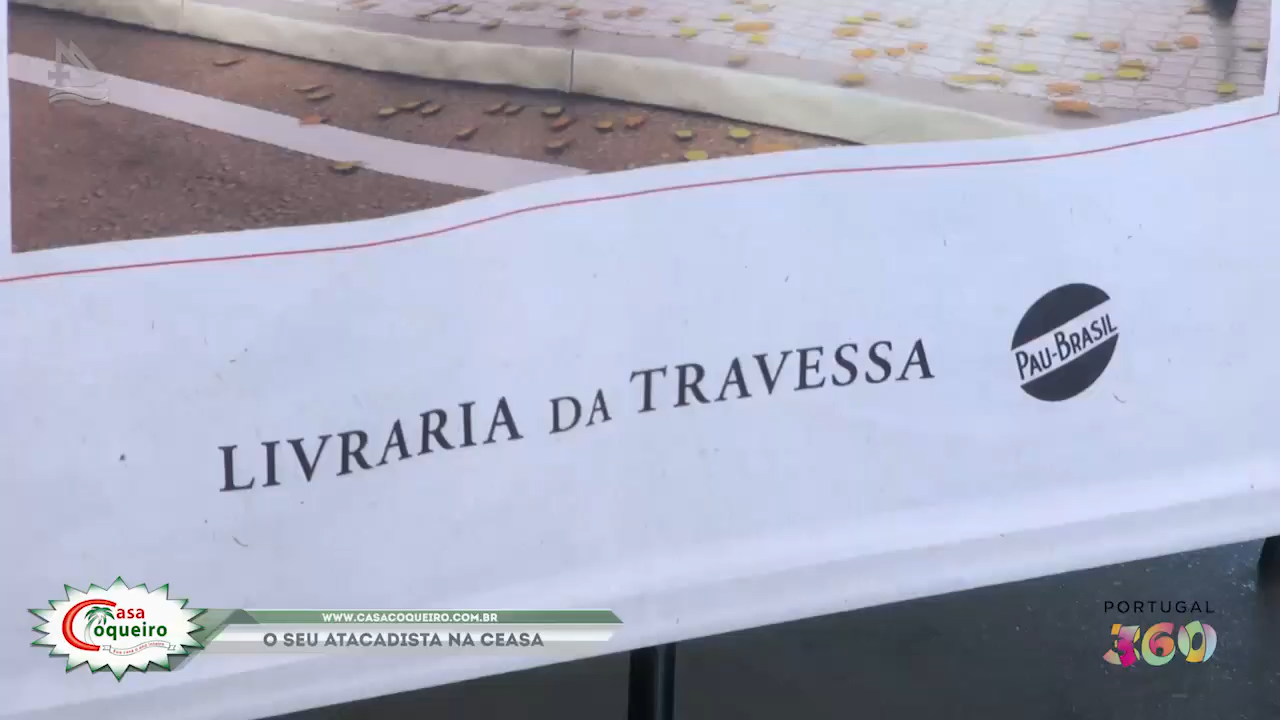 LIVRARIA DA TRAVESSA
PAU-BRASIL
Casa
Coqueiro
WWW.CASACOQUEIRO.COM.BR
O SEU ATACADISTA NA CEASA
PORTUGAL
360